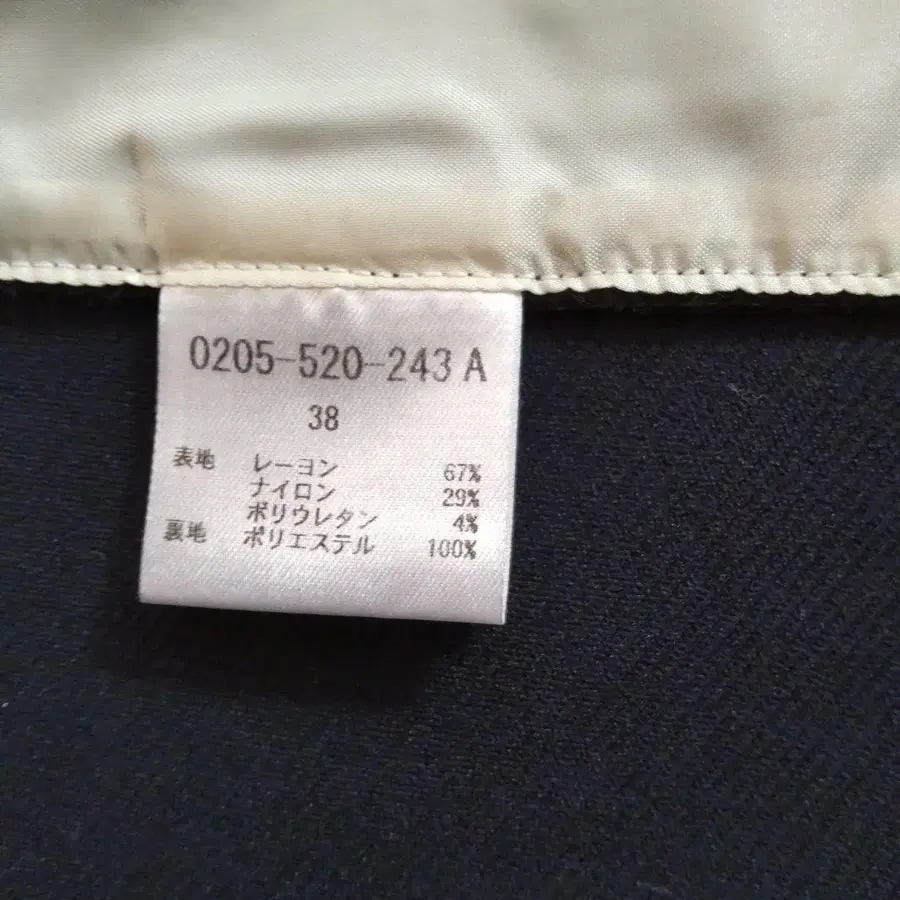 0205-520-243 A
38
表地 レーヨン 67%
ナイロン 29%
ポリウレタン 4%
裏地 ポリエステル 100%